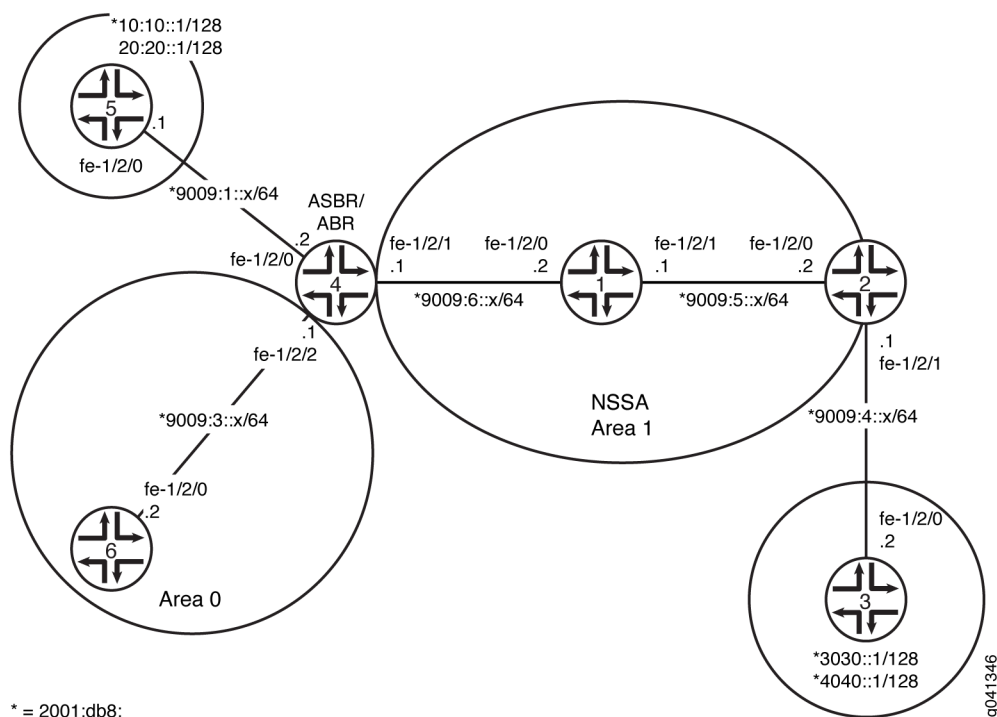 *10:10::1/128
20:20::1/128
5
.1
fe-1/2/0
*9009:1::x/64
ASBR/
ABR
.2
fe-1/2/0
4
fe-1/2/1
.1
*9009:6::x/64
fe-1/2/0
.2
1
fe-1/2/1
.1
*9009:5::x/64
fe-1/2/0
.2
2
.1
fe-1/2/1
.1
fe-1/2/2
*9009:3::x/64
NSSA
Area 1
*9009:4::x/64
fe-1/2/0
.2
6
Area 0
fe-1/2/0
.2
3
*3030::1/128
*4040::1/128
* = 2001:db8:
g041346